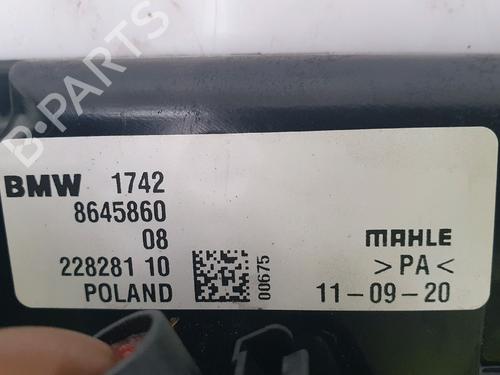 B-PARTS
BMW 1742
8645860
08
228281 10
POLAND
00675
MAHLE
>PA<
11-09-20